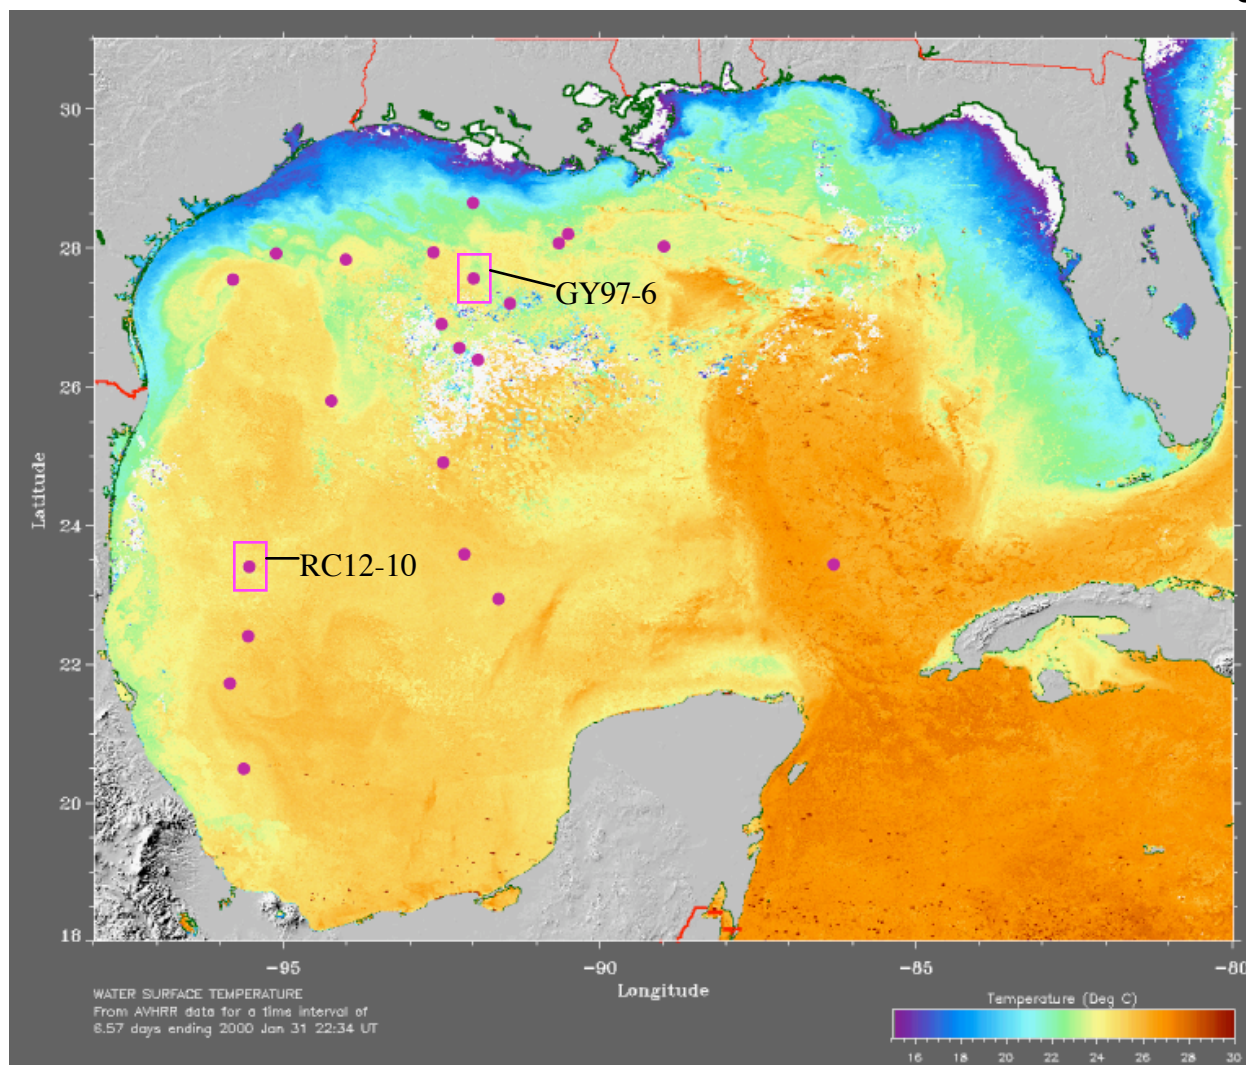 30
28
GY97-6
26
Latitude
24
RC12-10
22
20
18
-95
-90
-85
-80
Longitude
WATER SURFACE TEMPERATURE
From AVHRR data for a time interval of
6.57 days ending 2000 Jan 31 22:34 UT
Temperature (Deg C)
16 18 20 22 24 26 28 30